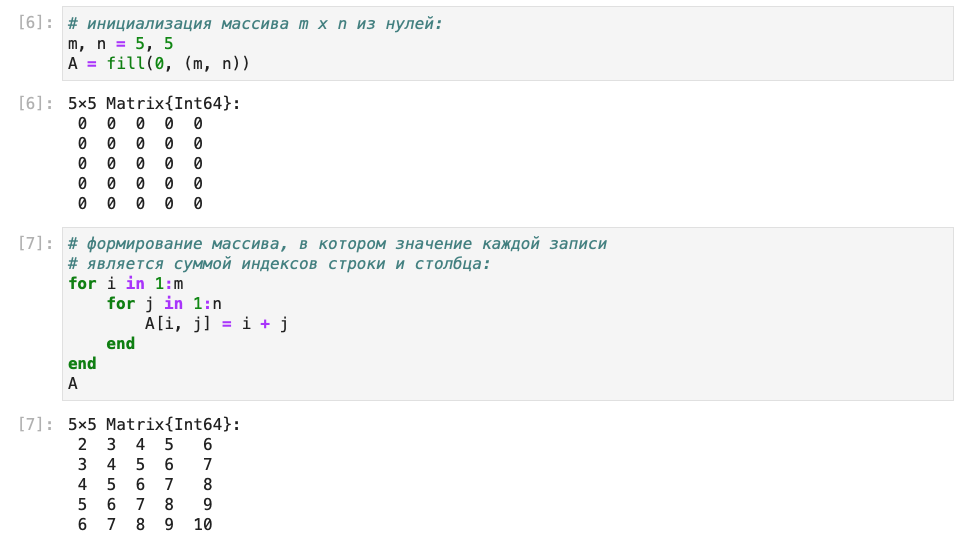 [6]: # инициализация массива m x n из нулей:
m, n = 5, 5
A = fill(0, (m, n))
[6]: 5×5 Matrix{Int64}:
 0  0  0  0  0
 0  0  0  0  0
 0  0  0  0  0
 0  0  0  0  0
 0  0  0  0  0
[7]: # формирование массива, в котором значение каждой записи
# является суммой индексов строки и столбца:
for i in 1:m
    for j in 1:n
        A[i, j] = i + j
    end
end
A
[7]: 5×5 Matrix{Int64}:
 2  3  4  5   6
 3  4  5  6   7
 4  5  6  7   8
 5  6  7  8   9
 6  7  8  9  10